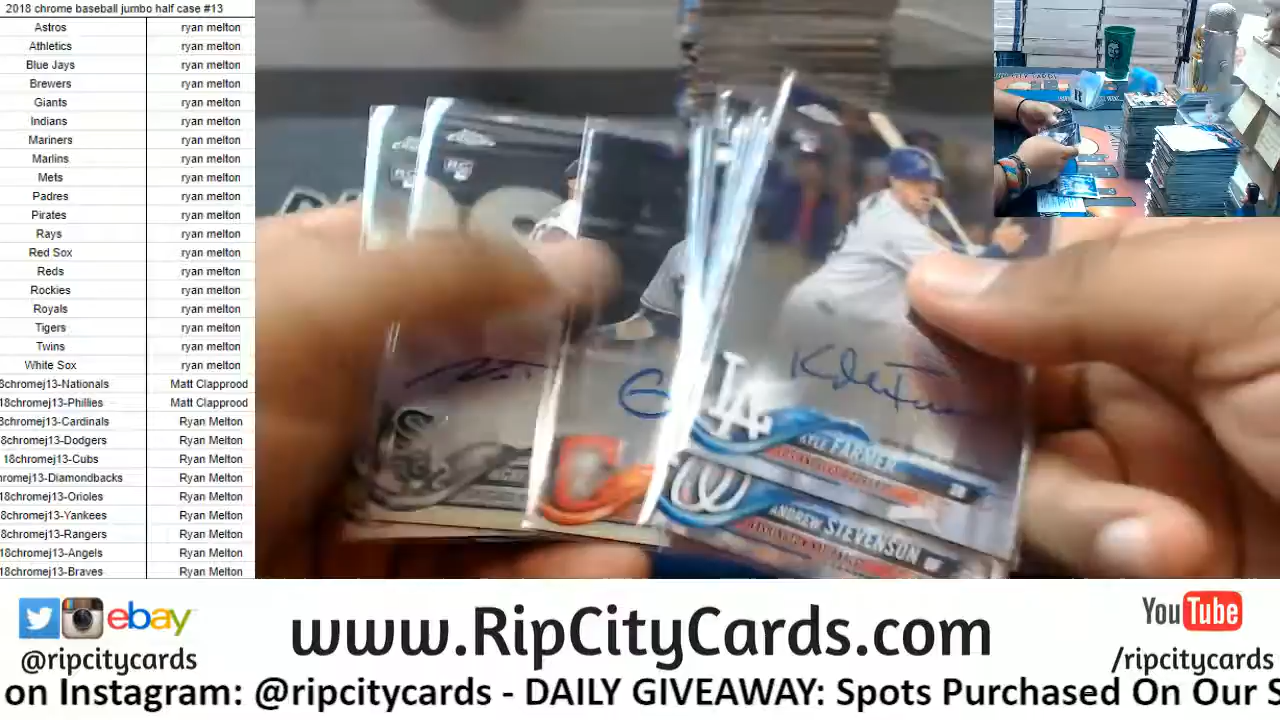 2018 chrome baseball jumbo half case #13
Astros ryan melton
Athletics ryan melton
Blue Jays ryan melton
Brewers ryan melton
Giants ryan melton
Indians ryan melton
Mariners ryan melton
Marlins ryan melton
Mets ryan melton
Padres ryan melton
Pirates ryan melton
Rays ryan melton
Red Sox ryan melton
Reds ryan melton
Rockies ryan melton
Royals ryan melton
Tigers ryan melton
Twins ryan melton
White Sox ryan melton
8chromej13-Nationals Matt Clapprood
18chromej13-Phillies Matt Clapprood
8chromej13-Cardinals Ryan Melton
8chromej13-Dodgers Ryan Melton
18chromej13-Cubs Ryan Melton
romej13-Diamondbacks Ryan Melton
8chromej13-Orioles Ryan Melton
8chromej13-Yankees Ryan Melton
8chromej13-Rangers Ryan Melton
18chromej13-Angels Ryan Melton
18chromej13-Braves Ryan Melton
LA
KYLE FARMER
W
ANDREW STEVENSON
C
ebay
@ripcitycards
www.RipCityCards.com
YouTube
/ripcitycards
on Instagram: @ripcitycards - DAILY GIVEAWAY: Spots Purchased On Our S